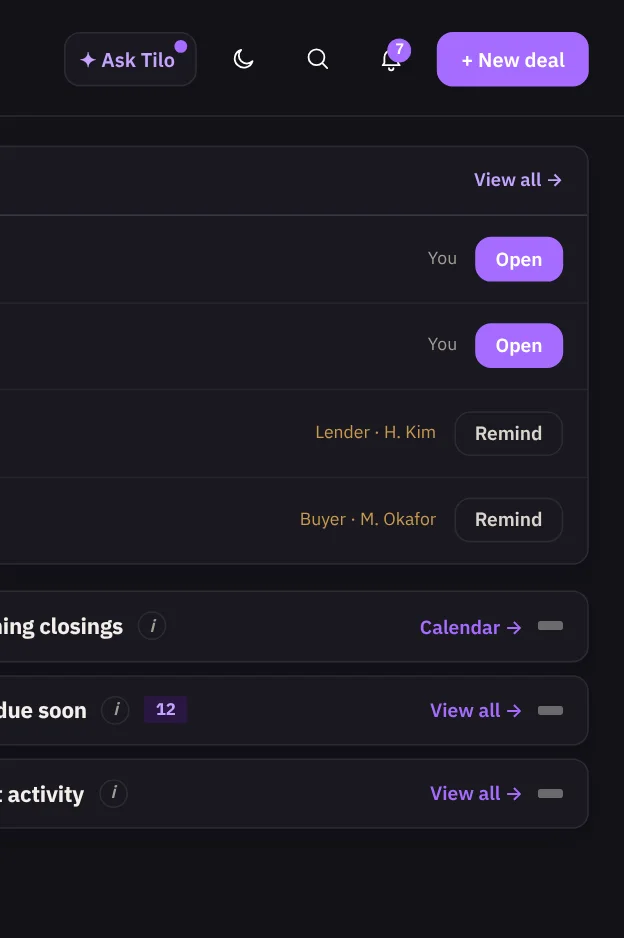 ✦ Ask Tilo
7
+ New deal
View all →
You Open
You Open
Lender · H. Kim Remind
Buyer · M. Okafor Remind
closings i Calendar →
due soon i 12 View all →
activity i View all →